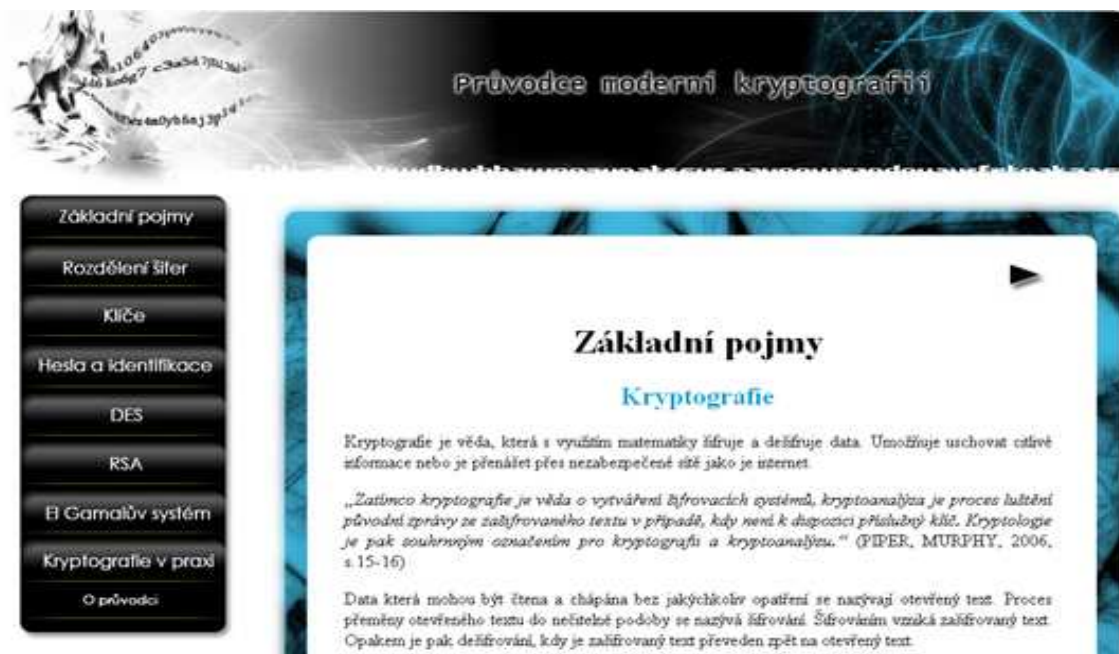 Průvodce moderní kryptografií
Základní pojmy
Rozdělení šifer
Klíče
Hesla a identifikace
DES
RSA
El Gamalův systém
Kryptografie v praxi
O průvodci
Základní pojmy
Kryptografie
Kryptografie je věda, která s využitím matematiky šifruje a dešifruje data. Umožňuje uschovat citlivé
informace nebo je přenášet přes nezabezpečené sítě jako je internet.
„Zatímco kryptografie je věda o vytváření šifrovacích systémů, kryptoanalýza je proces luštění
původní zprávy ze zašifrovaného textu v případě, kdy není k dispozici příslušný klíč. Kryptologie
je pak souhrnným označením pro kryptografii a kryptoanalýzu.“ (PIPER, MURPHY, 2006,
s.15-16)
Data která mohou být čtena a chápána bez jakýchkoliv opatření se nazývají otevřený text. Proces
přeměny otevřeného textu do nečitelné podoby se nazývá šifrování. Šifrováním vzniká zašifrovaný text.
Opakem je pak dešifrování, kdy je zašifrovaný text převeden zpět na otevřený text.